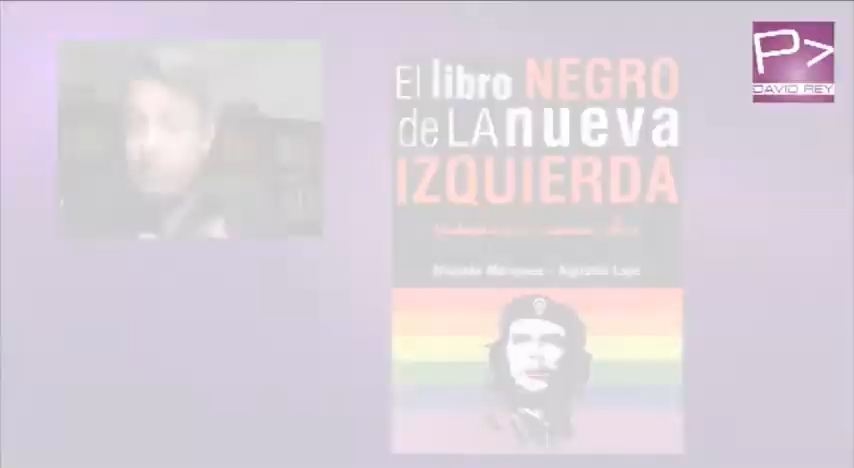 El libro NEGRO
de LA nueva
IZQUIERDA
Nicolás Márquez - Agustín Laje
P>
DAVID REY